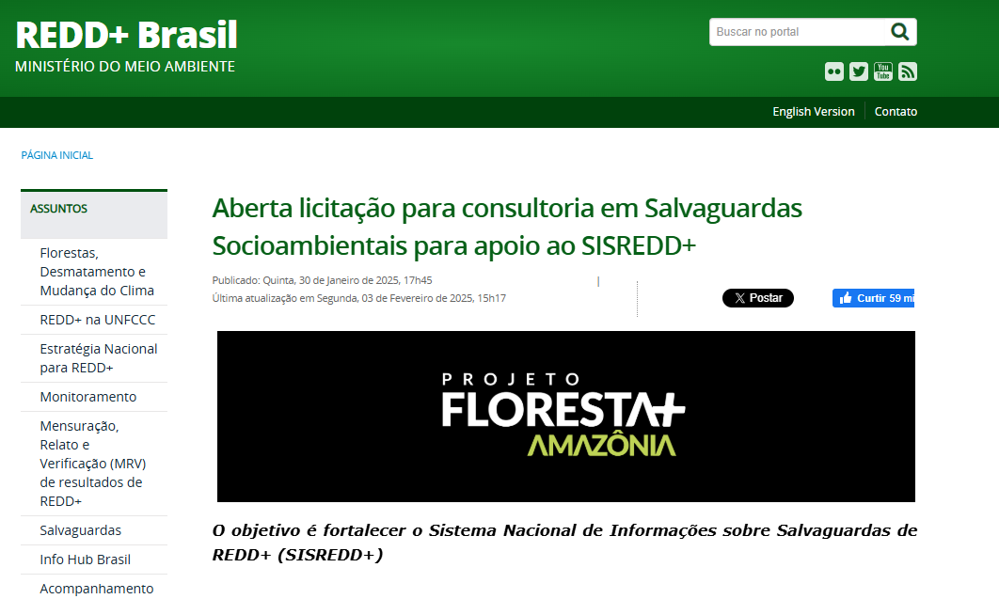 REDD+ Brasil
MINISTÉRIO DO MEIO AMBIENTE
Buscar no portal
You
Tube
English Version
Contato
PÁGINA INICIAL
ASSUNTOS
Florestas,
Desmatamento e
Mudança do Clima
REDD+ na UNFCCC
Estratégia Nacional
para REDD+
Monitoramento
Mensuração,
Relato e
Verificação (MRV)
de resultados de
REDD+
Salvaguardas
Info Hub Brasil
Acompanhamento
Aberta licitação para consultoria em Salvaguardas
Socioambientais para apoio ao SISREDD+
Publicado: Quinta, 30 de Janeiro de 2025, 17h45
|
Última atualização em Segunda, 03 de Fevereiro de 2025, 15h17
X Postar
Curtir 59 mi
PROJETO
FLORESTA+
AMAZÔNIA
O objetivo é fortalecer o Sistema Nacional de Informações sobre Salvaguardas de
REDD+ (SISREDD+)